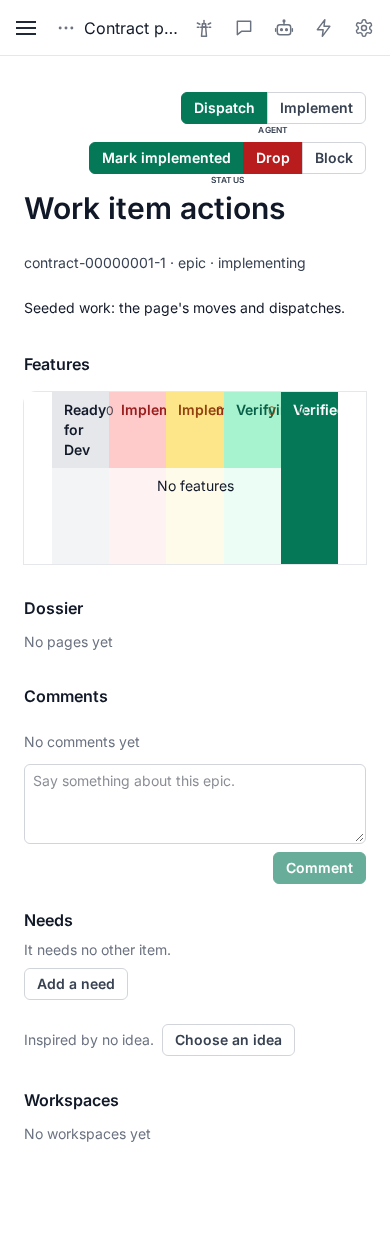 Contract p...
Dispatch Implement
AGENT
Mark implemented Drop Block
STATUS
Work item actions
contract-00000001-1 · epic · implementing
Seeded work: the page's moves and dispatches.
Features
Ready for Dev 0
No features
Dossier
No pages yet
Comments
No comments yet
Say something about this epic.
Comment
Needs
It needs no other item.
Add a need
Inspired by no idea. Choose an idea
Workspaces
No workspaces yet